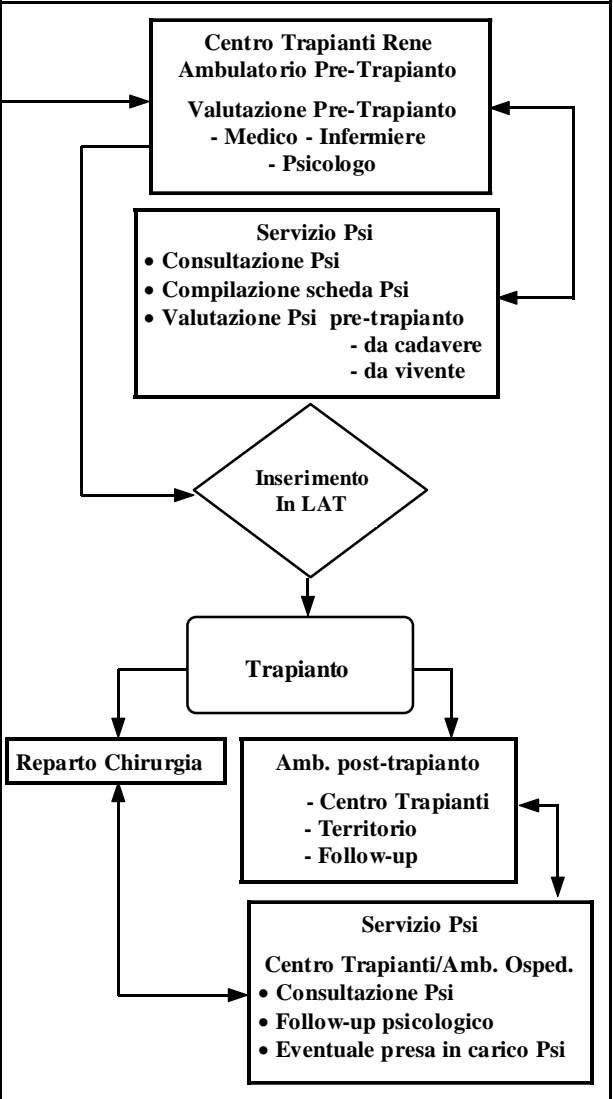 Centro Trapianti Rene
Ambulatorio Pre-Trapianto
Valutazione Pre-Trapianto
- Medico - Infermiere
- Psicologo
Servizio Psi
• Consultazione Psi
• Compilazione scheda Psi
• Valutazione Psi pre-trapianto
- da cadavere
- da vivente
Inserimento
In LAT
Trapianto
Reparto Chirurgia
Amb. post-trapianto
- Centro Trapianti
- Territorio
- Follow-up
Servizio Psi
Centro Trapianti/Amb. Osped.
• Consultazione Psi
• Follow-up psicologico
• Eventuale presa in carico Psi